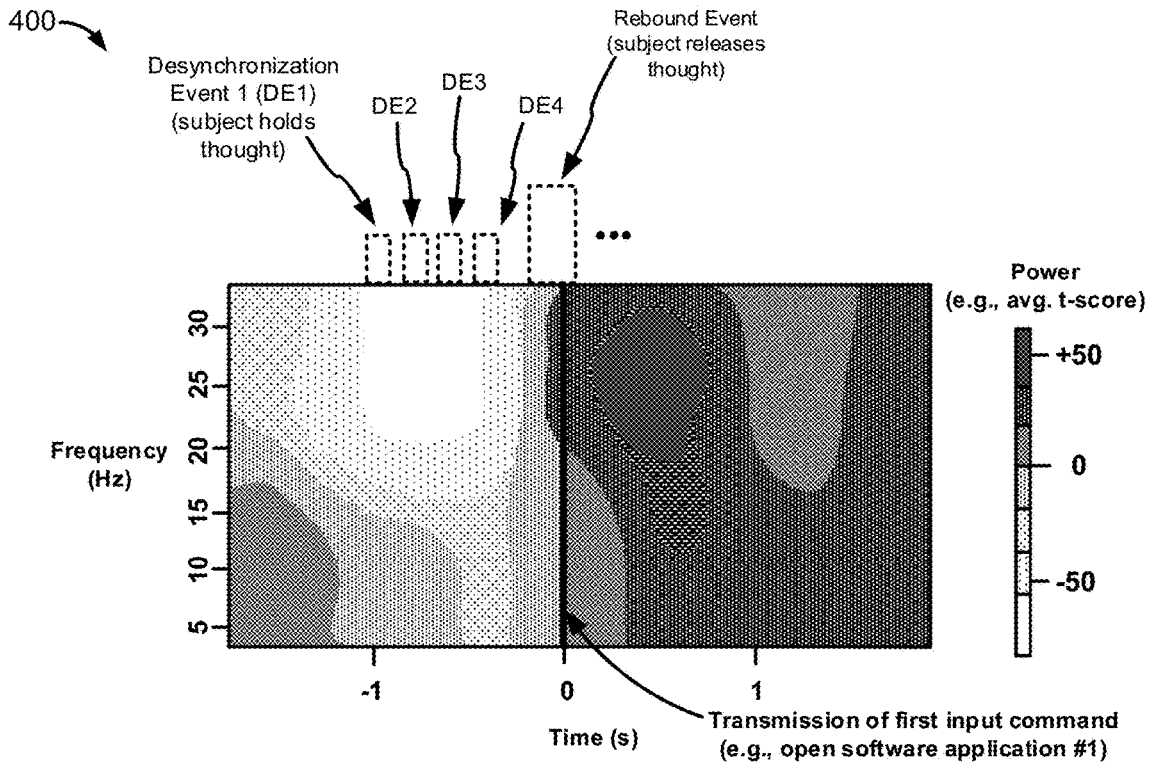 400
Rebound Event
(subject releases
thought)
Desynchronization
Event 1 (DE1)
(subject holds
thought)
DE2
DE3
DE4
Power
(e.g., avg. t-score)
+50
0
-50
Frequency
(Hz)
30
25
20
15
10
5
-1
0
1
Time (s)
Transmission of first input command
(e.g., open software application #1)